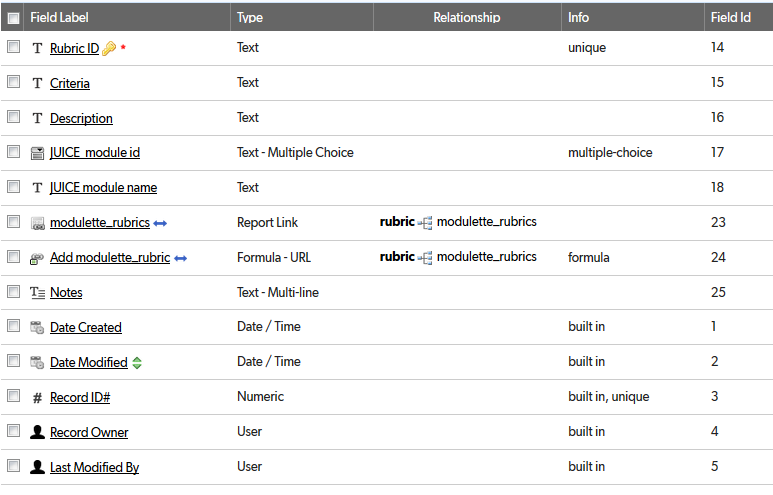 Field Label Type Relationship Info Field Id
Rubric ID * Text unique 14
Criteria Text 15
Description Text 16
JUICE module id Text - Multiple Choice multiple-choice 17
JUICE module name Text 18
modulette_rubrics Report Link rubric modulette_rubrics 23
Add modulette_rubric Formula - URL rubric modulette_rubrics formula 24
Notes Text - Multi-line 25
Date Created Date / Time built in 1
Date Modified Date / Time built in 2
# Record ID# Numeric built in, unique 3
Record Owner User built in 4
Last Modified By User built in 5